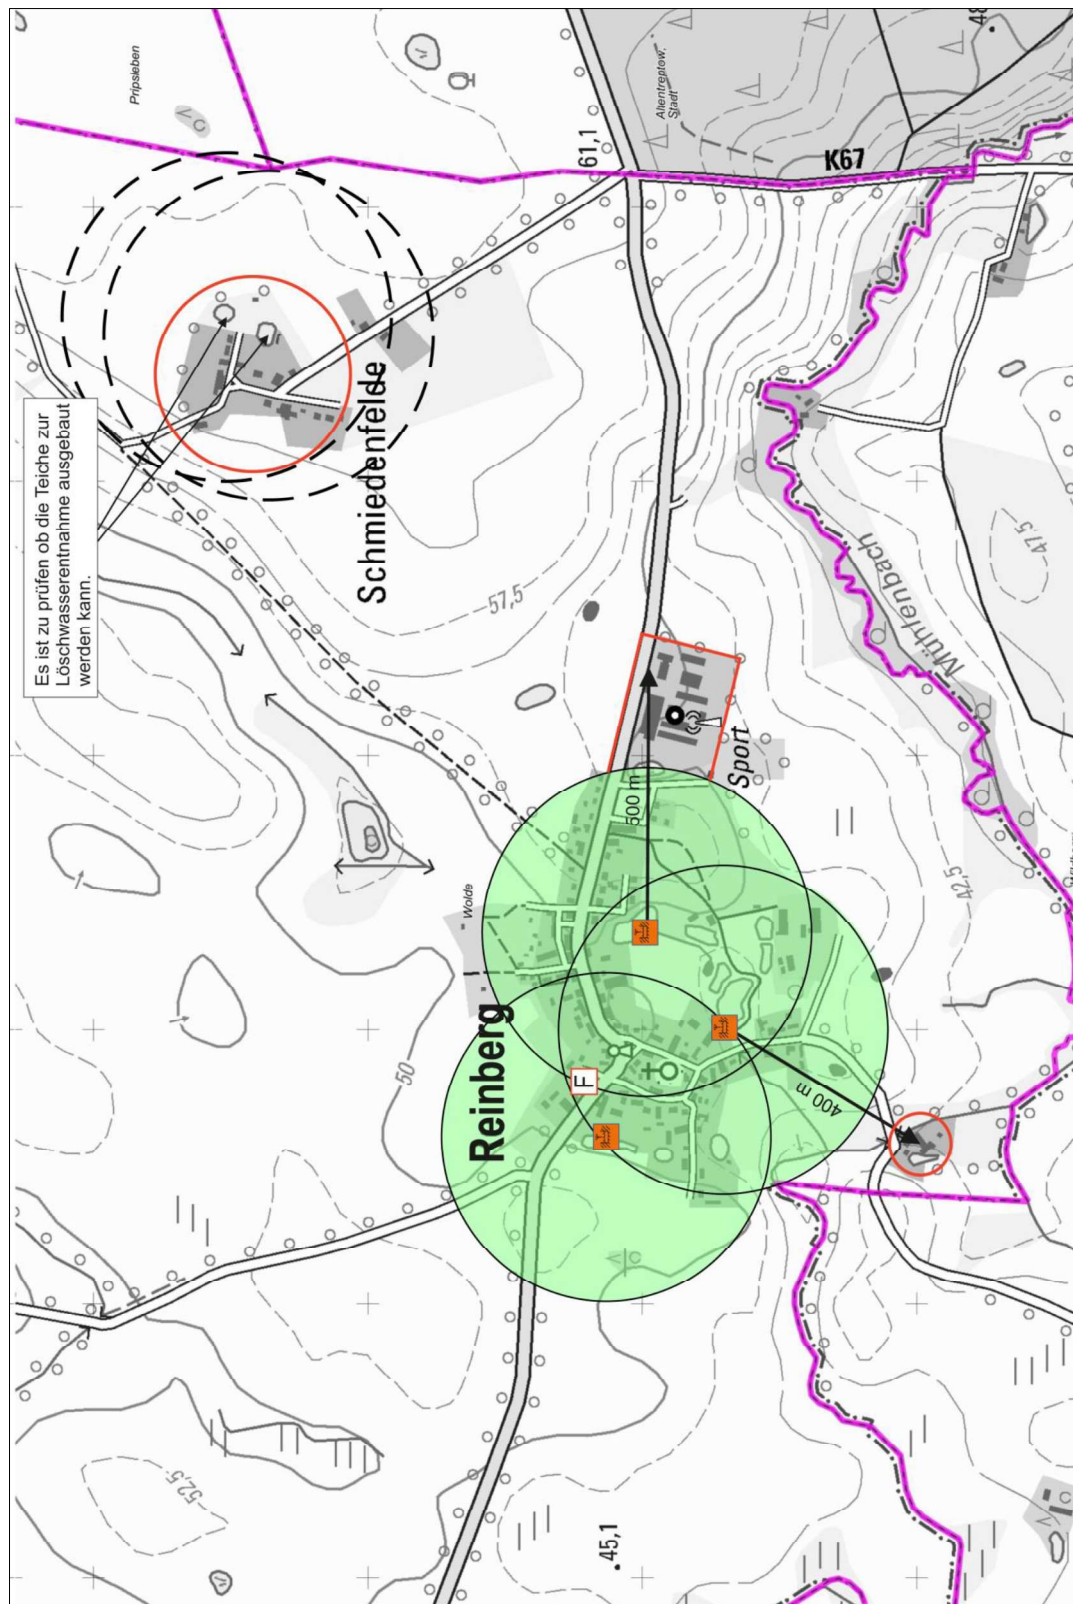 Pripsleben
Altentreptow,
Stadt
61,1
K67
Es ist zu prüfen ob die Teiche zur
Löschwasserentnahme ausgebaut
werden kann.
Schmiedenfelde
57,5
47,5
Mühlenbach
Sport
500 m
42,5
Wolde
Reinberg
50
F
400 m
52,5
45,1